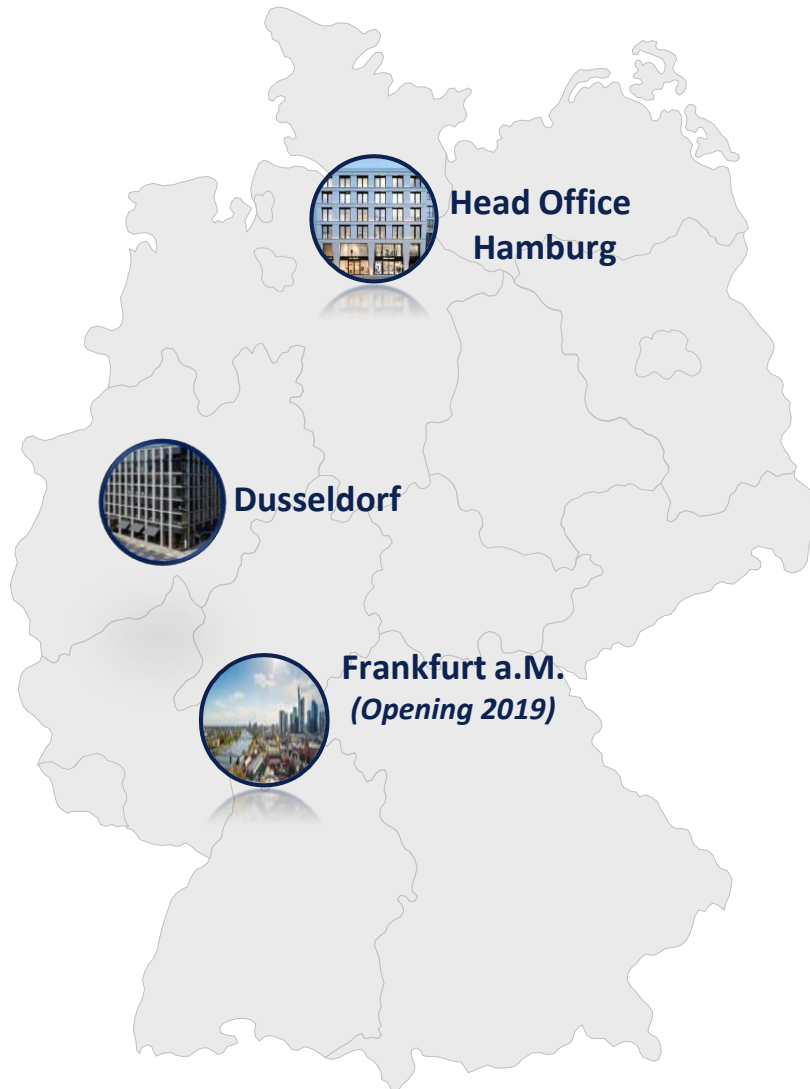 Head Office
Hamburg
Dusseldorf
Frankfurt a.M.
(Opening 2019)